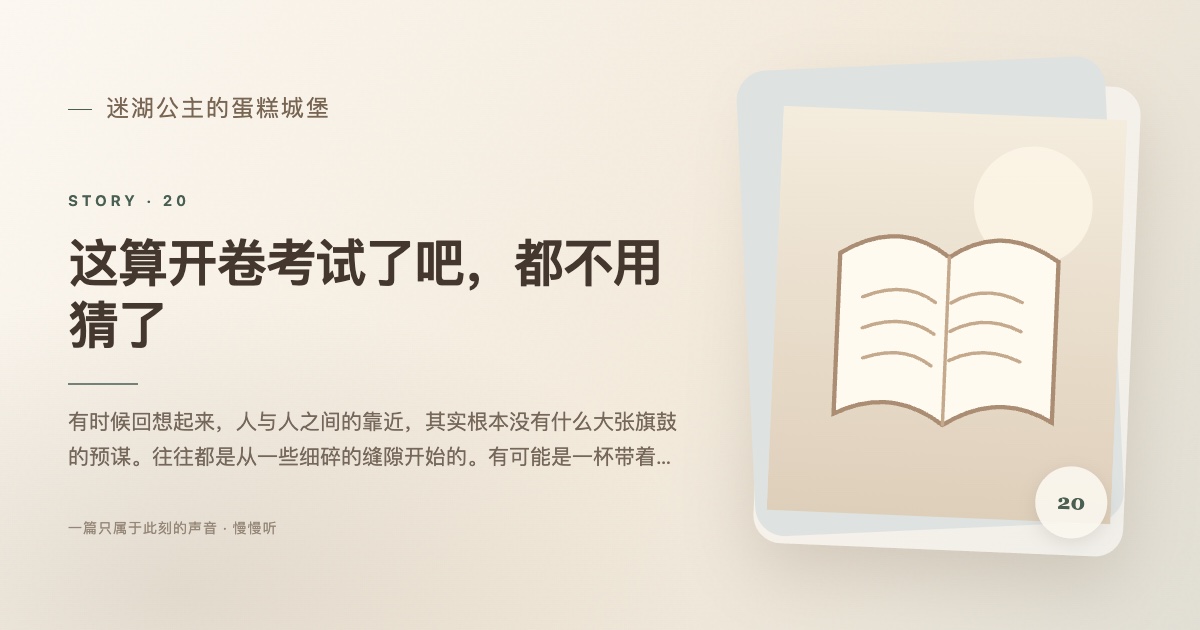 — 迷湖公主的蛋糕城堡
STORY · 20
这算开卷考试了吧，都不用
猜了
有时候回想起来，人与人之间的靠近，其实根本没有什么大张旗鼓
的预谋。往往都是从一些细碎的缝隙开始的。有可能是一杯带着...
一篇只属于此刻的声音 · 慢慢听
20